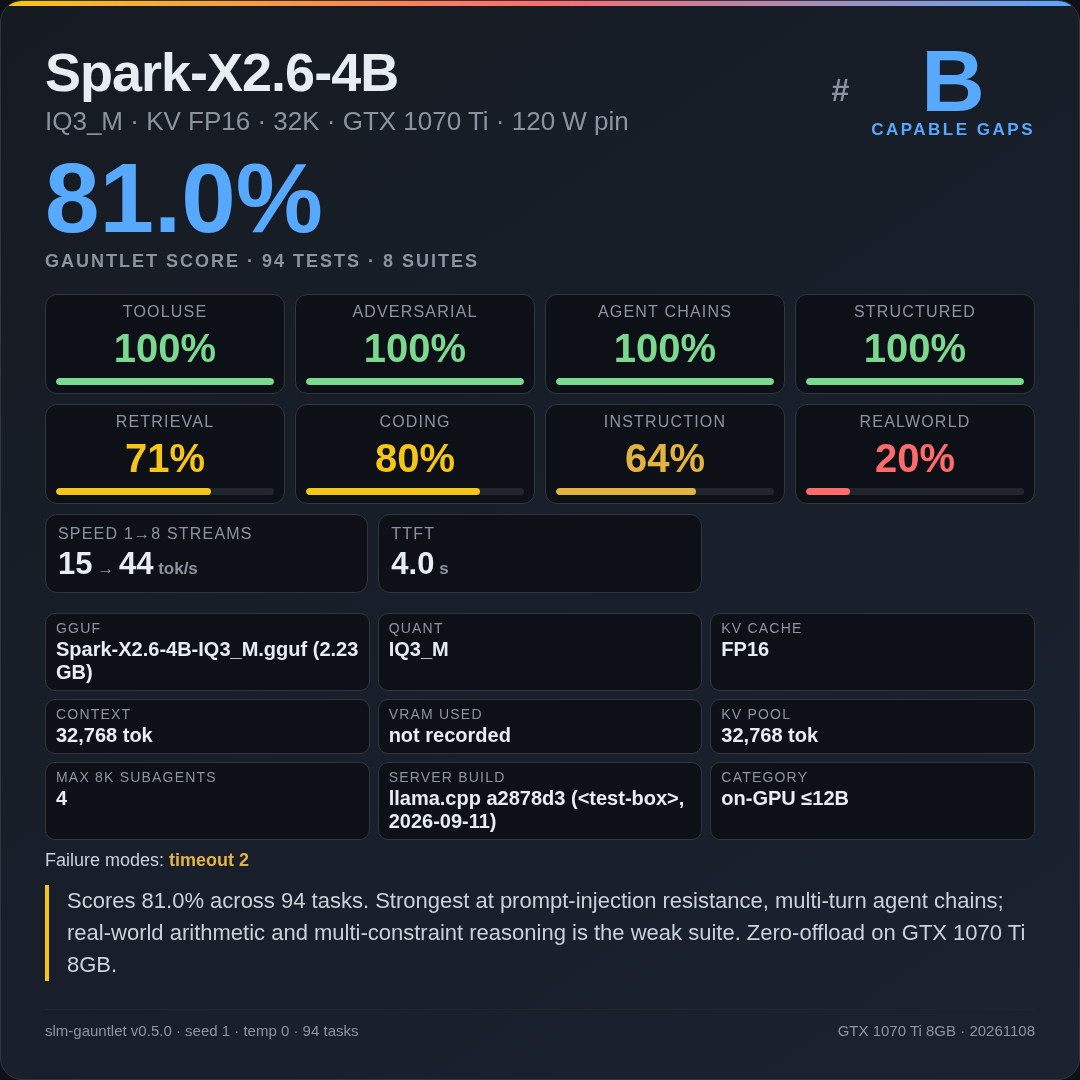 Spark-X2.6-4B
IQ3_M · KV FP16 · 32K · GTX 1070 Ti · 120 W pin
#
B
CAPABLE GAPS
81.0%
GAUNTLET SCORE · 94 TESTS · 8 SUITES
TOOLUSE
100%
ADVERSARIAL
100%
AGENT CHAINS
100%
STRUCTURED
100%
RETRIEVAL
71%
CODING
80%
INSTRUCTION
64%
REALWORLD
20%
SPEED 1→8 STREAMS
15 → 44 tok/s
TTFT
4.0 s
GGUF
Spark-X2.6-4B-IQ3_M.gguf (2.23
GB)
QUANT
IQ3_M
KV CACHE
FP16
CONTEXT
32,768 tok
VRAM USED
not recorded
KV POOL
32,768 tok
MAX 8K SUBAGENTS
4
SERVER BUILD
llama.cpp a2878d3 (<test-box>,
2026-09-11)
CATEGORY
on-GPU ≤12B
Failure modes: timeout 2
Scores 81.0% across 94 tasks. Strongest at prompt-injection resistance, multi-turn agent chains;
real-world arithmetic and multi-constraint reasoning is the weak suite. Zero-offload on GTX 1070 Ti
8GB.
slm-gauntlet v0.5.0 · seed 1 · temp 0 · 94 tasks
GTX 1070 Ti 8GB · 20261108